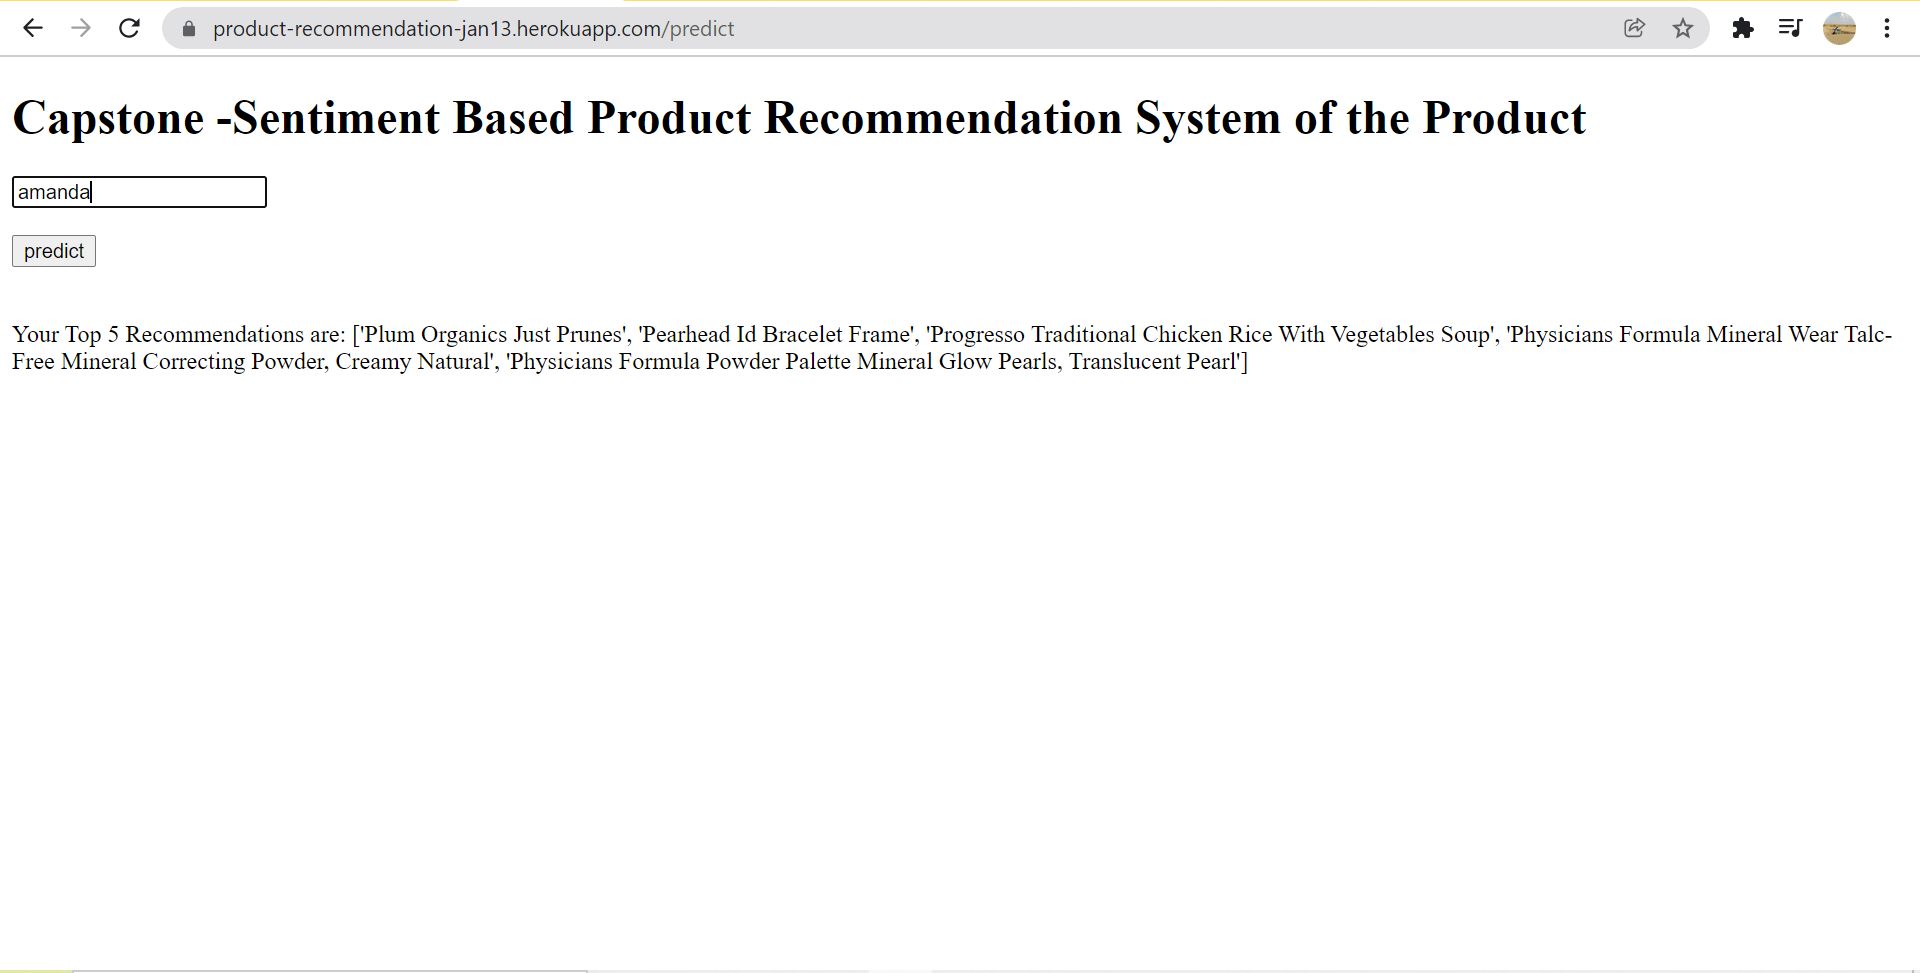 product-recommendation-jan13.herokuapp.com/predict
Capstone -Sentiment Based Product Recommendation System of the Product
amanda
predict
Your Top 5 Recommendations are: ['Plum Organics Just Prunes', 'Pearhead Id Bracelet Frame', 'Progresso Traditional Chicken Rice With Vegetables Soup', 'Physicians Formula Mineral Wear Talc-
Free Mineral Correcting Powder, Creamy Natural', 'Physicians Formula Powder Palette Mineral Glow Pearls, Translucent Pearl']